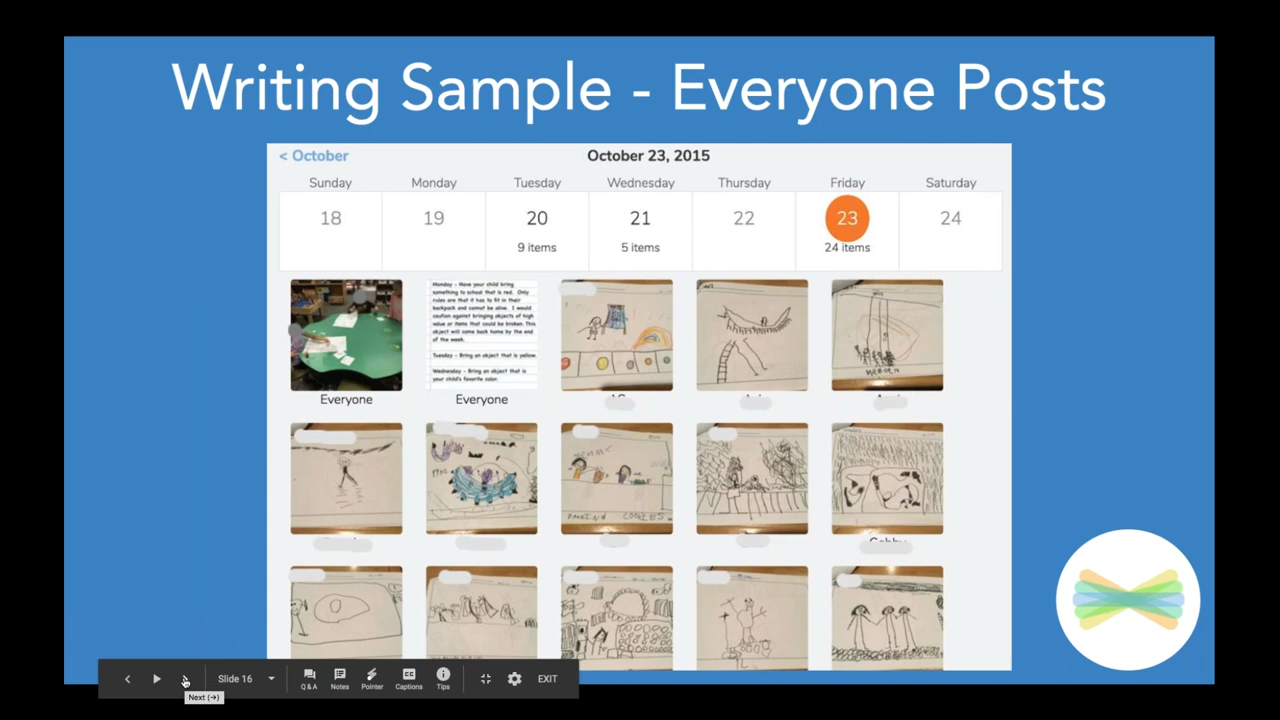 Writing Sample - Everyone Posts
< October
October 23, 2015
Sunday Monday Tuesday Wednesday Thursday Friday Saturday
18 19 20 21 22 23 24
9 items 5 items 24 items
Monday - Have your child bring
something to school that is red. Only
rules are that it has to fit in their
backpack and cannot be alive. I would
caution against bringing objects of high
value or items that could be broken. This
object will come back home by the end
of the week.
Tuesday - Bring an object that is yellow.
Wednesday - Bring an object that is
your child's favorite color.
Everyone Everyone
Slide 16
Q & A Notes Pointer Captions Tips EXIT
Next (→)